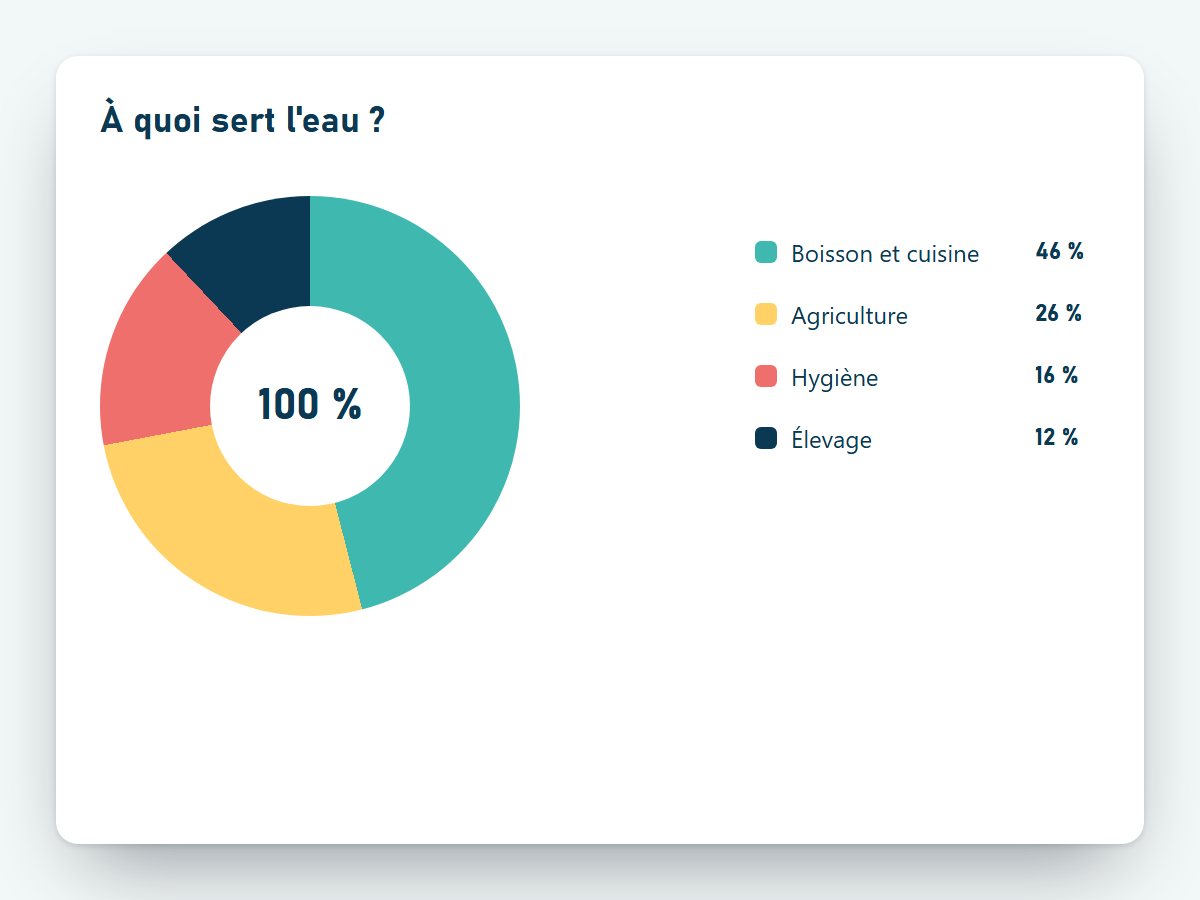 À quoi sert l'eau ?
100 %
Boisson et cuisine 46 %
Agriculture 26 %
Hygiène 16 %
Élevage 12 %